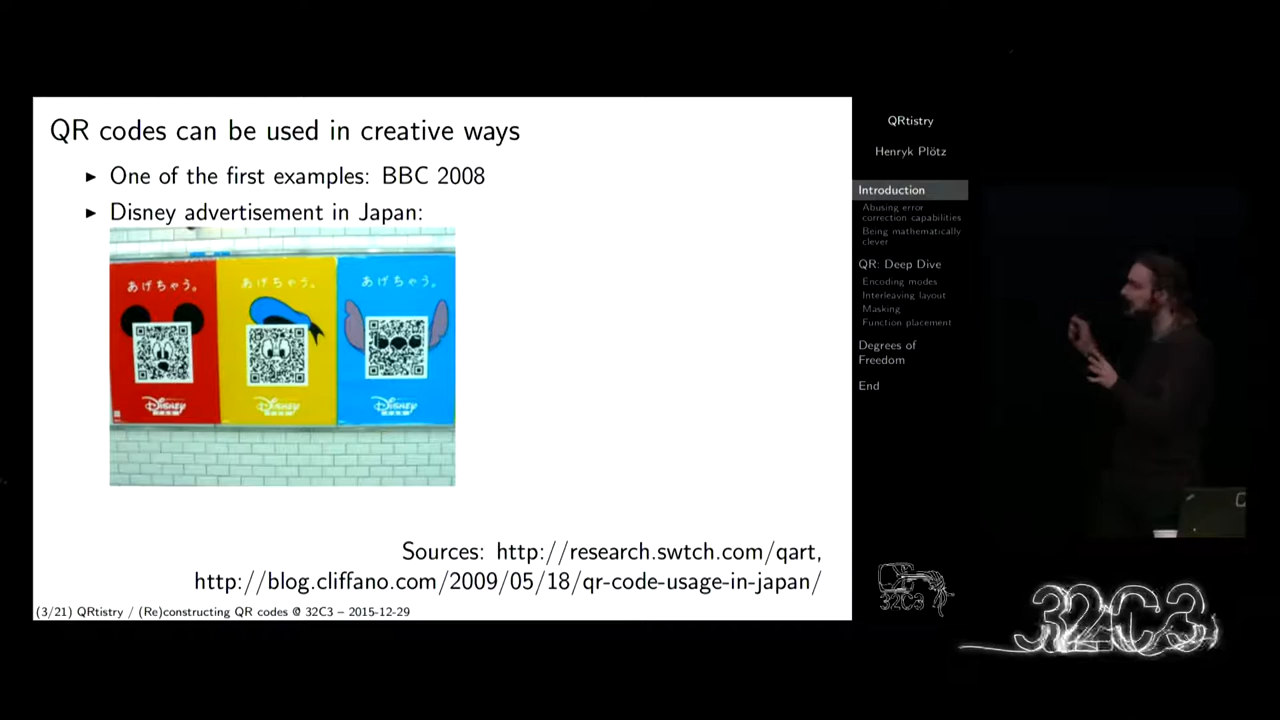 QR codes can be used in creative ways
▶ One of the first examples: BBC 2008
▶ Disney advertisement in Japan:
あげちゃう。
あげちゃう。
あげちゃう。
Disney
Disney
Disney
Sources: http://research.swtch.com/qart,
http://blog.cliffano.com/2009/05/18/qr-code-usage-in-japan/
(3/21) QRtistry / (Re)constructing QR codes @ 32C3 – 2015-12-29
QRtistry
Henryk Plötz
Introduction
Abusing error
correction capabilities
Being mathematically
clever
QR: Deep Dive
Encoding modes
Interleaving layout
Masking
Function placement
Degrees of
Freedom
End
32C3
32C3